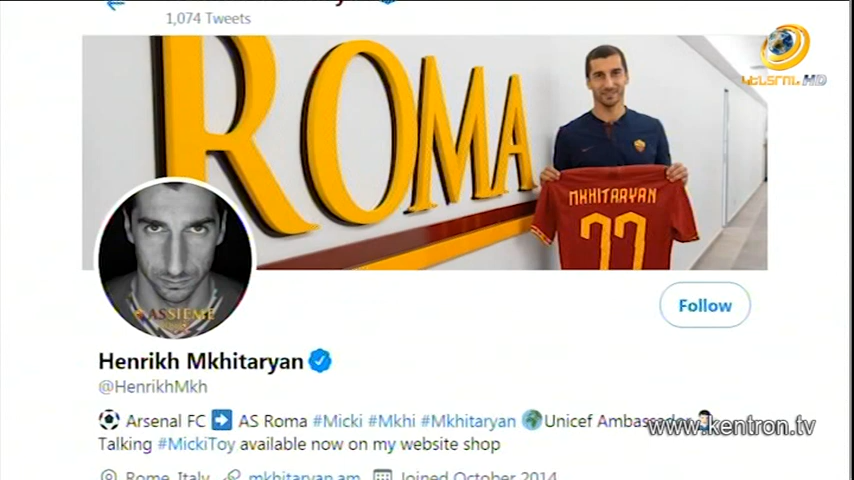 1,074 Tweets
ԿԵՆՏՐՈՆ HD
ROMA
MKHITARYAN
77
ASSIEME
Follow
Henrikh Mkhitaryan
@HenrikhMkh
Arsenal FC ➡ AS Roma #Micki #Mkhi #Mkhitaryan Unicef Ambassador
www.kentron.tv
Talking #MickiToy available now on my website shop
Rome, Italy mkhitaryan.am Joined October 2014